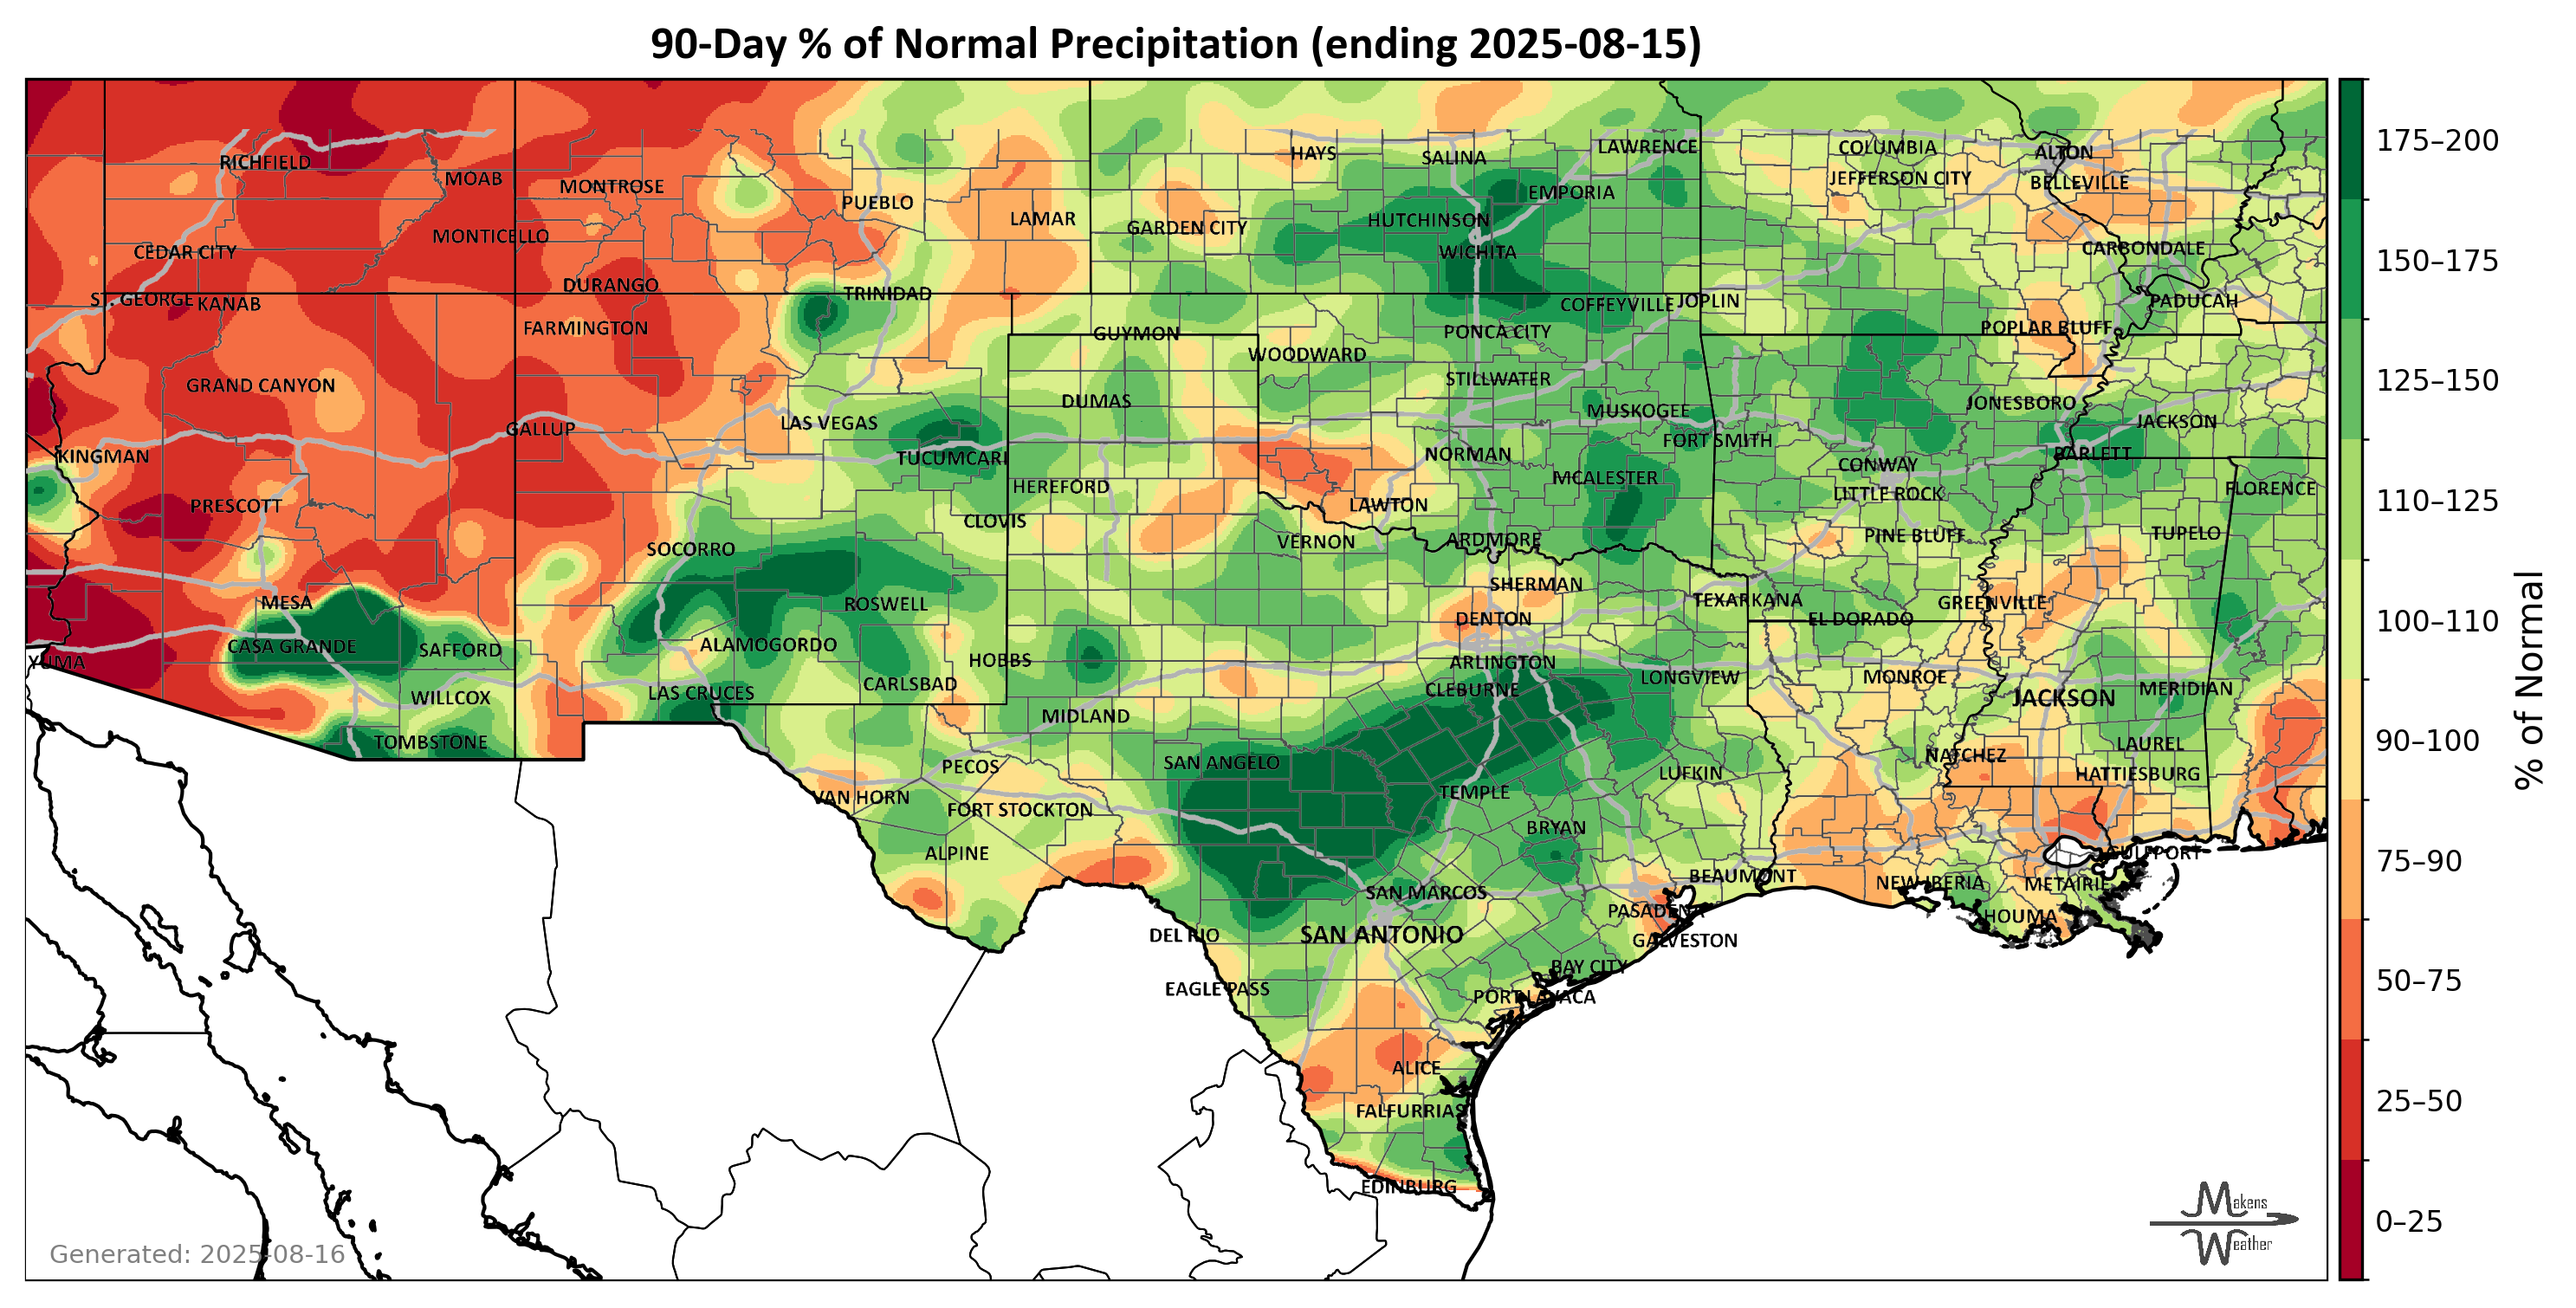 90-Day % of Normal Precipitation (ending 2025-08-15)
RICHFIELD
MOAB
MONTROSE
PUEBLO
LAMAR
HAYS
SALINA
LAWRENCE
COLUMBIA
ALTON
JEFFERSON CITY
BELLEVILLE
GARDEN CITY
HUTCHINSON
EMPORIA
CEDAR CITY
MONTICELLO
WICHITA
CARBONDALE
ST. GEORGE
KANAB
DURANGO
TRINIDAD
COFFEYVILLE
JOPLIN
PADUCAH
FARMINGTON
GUYMON
PONCA CITY
POPLAR BLUFF
WOODWARD
GRAND CANYON
STILLWATER
DUMAS
MUSKOGEE
JONESBORO
GALLUP
LAS VEGAS
FORT SMITH
JACKSON
KINGMAN
TUCUMCARI
NORMAN
CONWAY
BARLETT
PRESCOTT
HEREFORD
MCALESTER
LAWTON
LITTLE ROCK
FLORENCE
CLOVIS
SOCORRO
VERNON
ARDMORE
PINE BLUFF
TUPELO
MESA
ROSWELL
SHERMAN
TEXARKANA
GREENVILLE
CASA GRANDE
SAFFORD
ALAMOGORDO
DENTON
EL DORADO
YUMA
HOBBS
ARLINGTON
WILLCOX
LAS CRUCES
CARLSBAD
CLEBURNE
LONGVIEW
MONROE
JACKSON
MERIDIAN
TOMBSTONE
MIDLAND
PECOS
SAN ANGELO
NATCHEZ
LAUREL
VAN HORN
FORT STOCKTON
TEMPLE
LUFKIN
HATTIESBURG
ALPINE
BRYAN
GULFPORT
SAN MARCOS
BEAUMONT
NEW IBERIA
METAIRIE
DEL RIO
SAN ANTONIO
PASADENA
GALVESTON
HOUMA
EAGLE PASS
BAY CITY
PORT LAVACA
ALICE
FALFURRIAS
EDINBURG
Generated: 2025-08-16
Makens
Weather
175–200
150–175
125–150
110–125
100–110
90–100
75–90
50–75
25–50
0–25
% of Normal